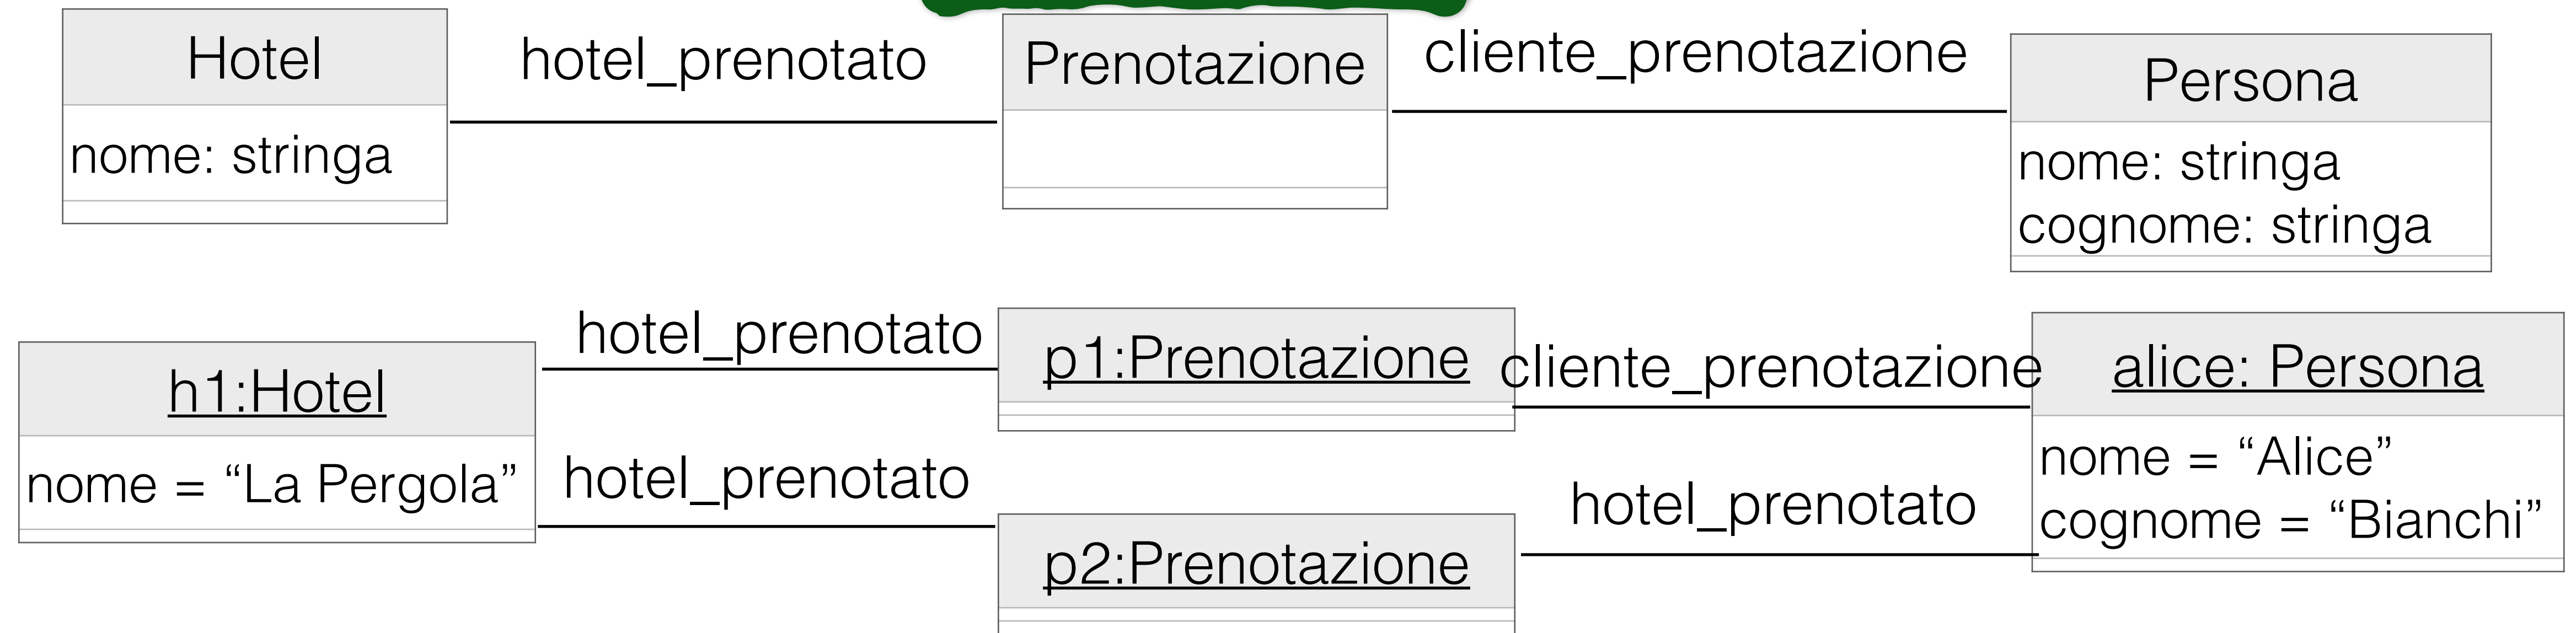 Hotel
nome: stringa
hotel_prenotato
Prenotazione
cliente_prenotazione
Persona
nome: stringa
cognome: stringa
h1:Hotel
nome = “La Pergola”
hotel_prenotato
hotel_prenotato
p1:Prenotazione
p2:Prenotazione
cliente_prenotazione
hotel_prenotato
alice: Persona
nome = “Alice”
cognome = “Bianchi”